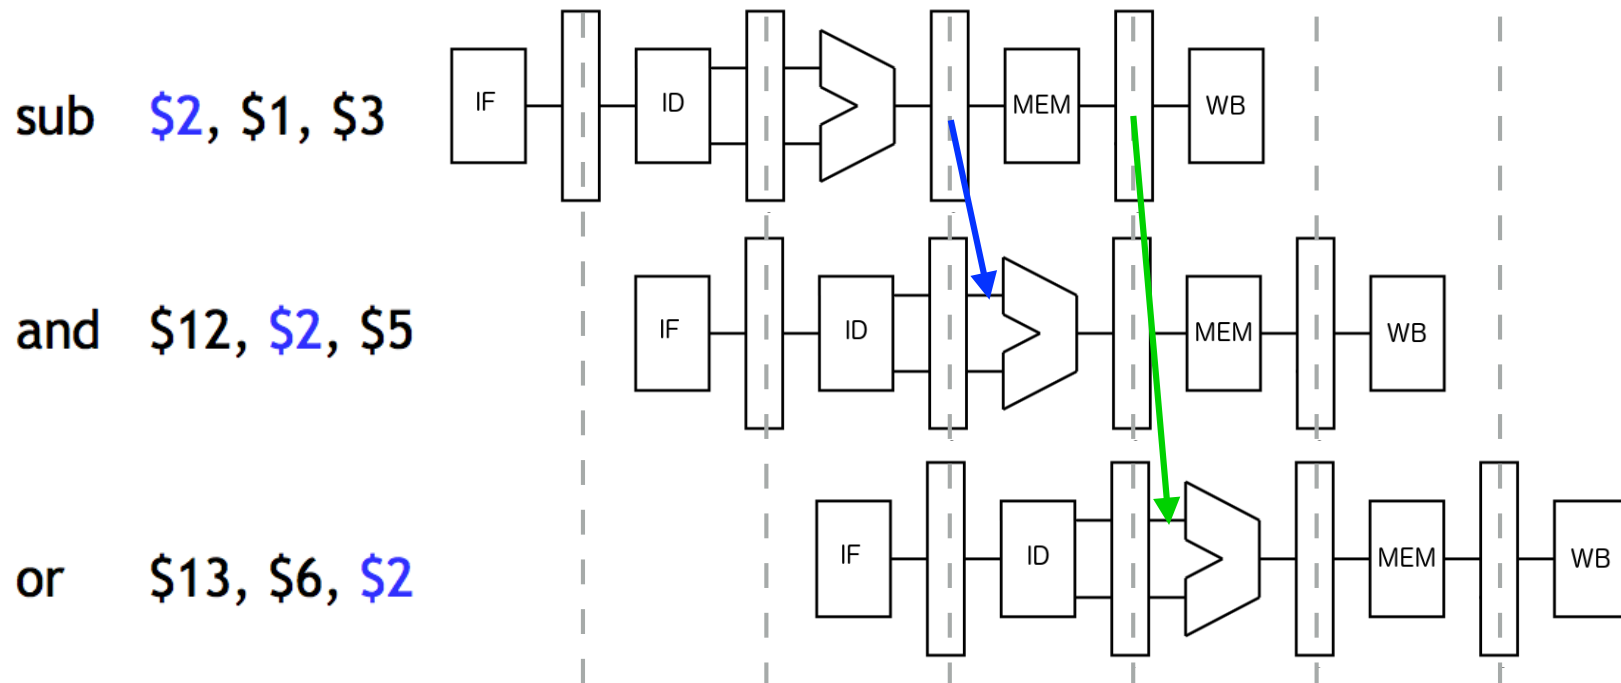 sub $2, $1, $3 IF ID MEM WB
and $12, $2, $5 IF ID MEM WB
or $13, $6, $2 IF ID MEM WB